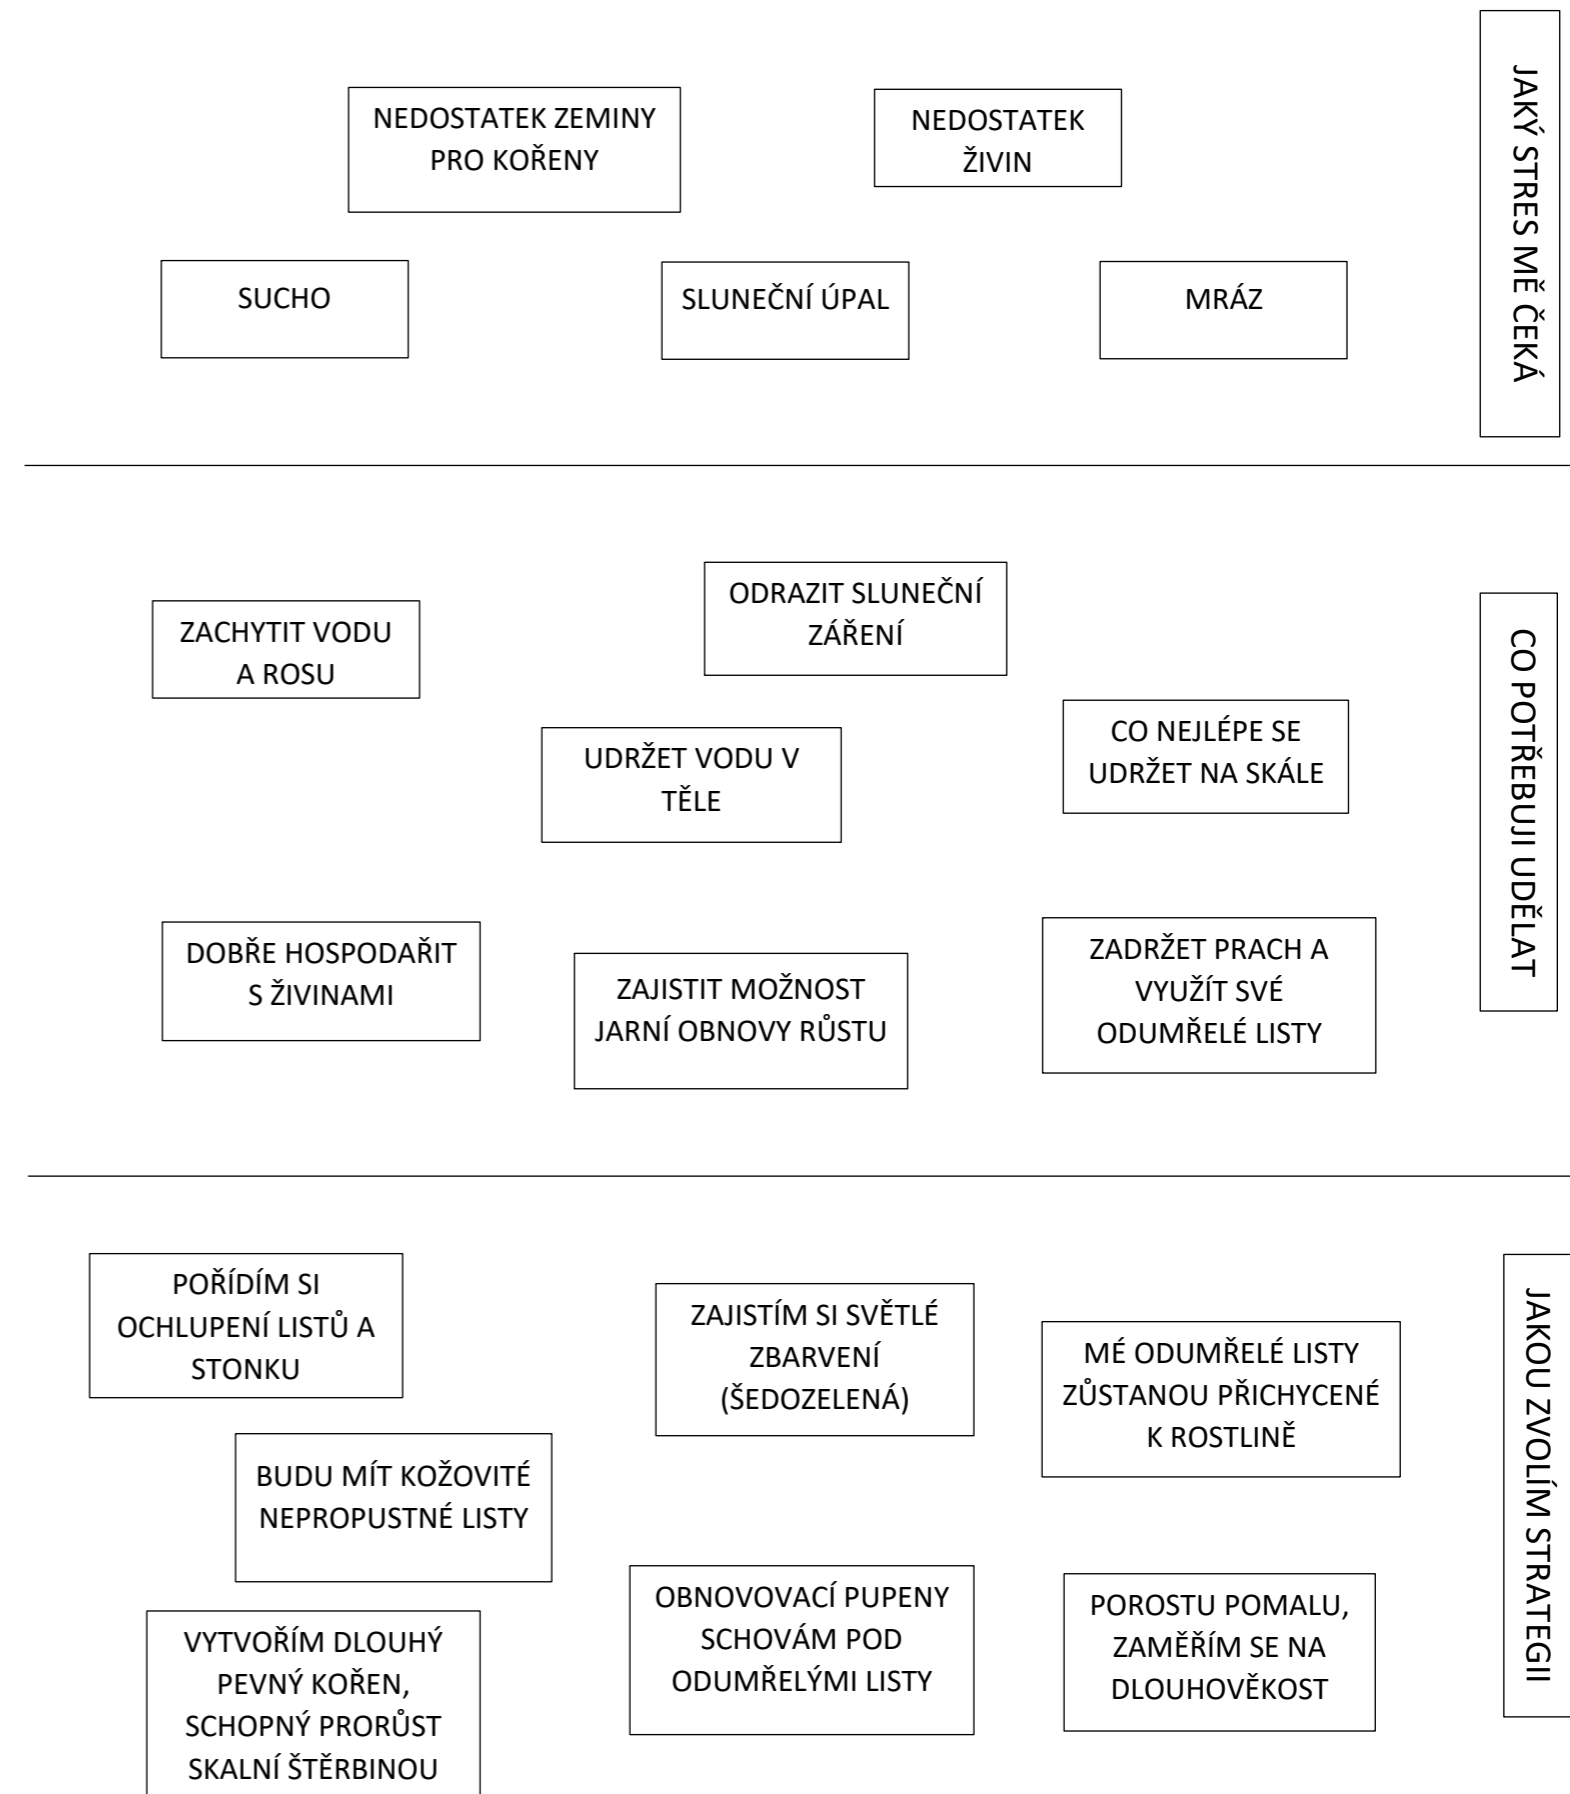 NEDOSTATEK ZEMINY
PRO KOŘENY
NEDOSTATEK
ŽIVIN
SUCHO
SLUNEČNÍ ÚPAL
MRÁZ
JAKÝ STRES MĚ ČEKÁ
ZACHYTIT VODU
A ROSU
ODRAZIT SLUNEČNÍ
ZÁŘENÍ
UDRŽET VODU V
TĚLE
CO NEJLÉPE SE
UDRŽET NA SKÁLE
DOBŘE HOSPODAŘIT
S ŽIVINAMI
ZAJISTIT MOŽNOST
JARNÍ OBNOVY RŮSTU
ZADRŽET PRACH A
VYUŽÍT SVÉ
ODUMŘELÉ LISTY
CO POTŘEBUJI UDĚLAT
POŘÍDÍM SI
OCHLUPENÍ LISTŮ A
STONKU
ZAJISTÍM SI SVĚTLÉ
ZBARVENÍ
(ŠEDOZELENÁ)
MÉ ODUMŘELÉ LISTY
ZŮSTANOU PŘICHYCENÉ
K ROSTLINĚ
BUDU MÍT KOŽOVITÉ
NEPROPUSTNÉ LISTY
VYTVOŘÍM DLOUHÝ
PEVNÝ KOŘEN,
SCHOPNÝ PRORŮST
SKALNÍ ŠTĚRBINOU
OBNOVOVACÍ PUPENY
SCHOVÁM POD
ODUMŘELÝMI LISTY
POROSTU POMALU,
ZAMĚŘÍM SE NA
DLOUHOVĚKOST
JAKOU ZVOLÍM STRATEGII